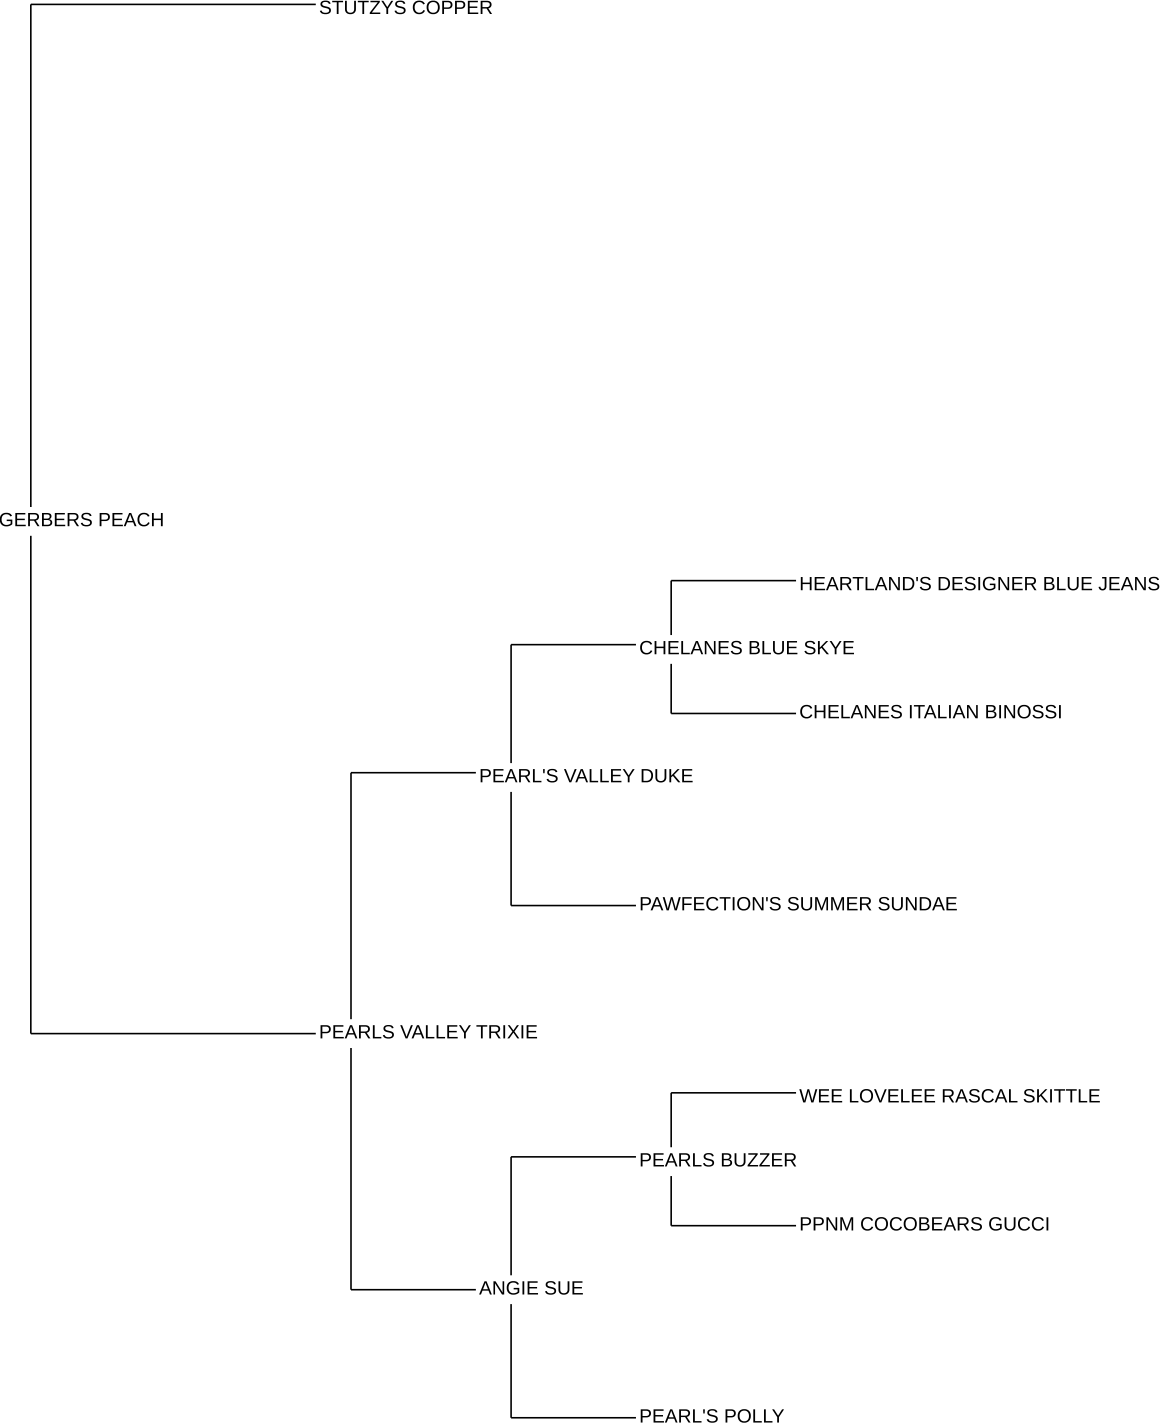 STUTZYS COPPER
GERBERS PEACH
HEARTLAND'S DESIGNER BLUE JEANS
CHELANES BLUE SKYE
CHELANES ITALIAN BINOSSI
PEARL'S VALLEY DUKE
PAWFECTION'S SUMMER SUNDAE
PEARLS VALLEY TRIXIE
WEE LOVELEE RASCAL SKITTLE
PEARLS BUZZER
PPNM COCOBEARS GUCCI
ANGIE SUE
PEARL'S POLLY